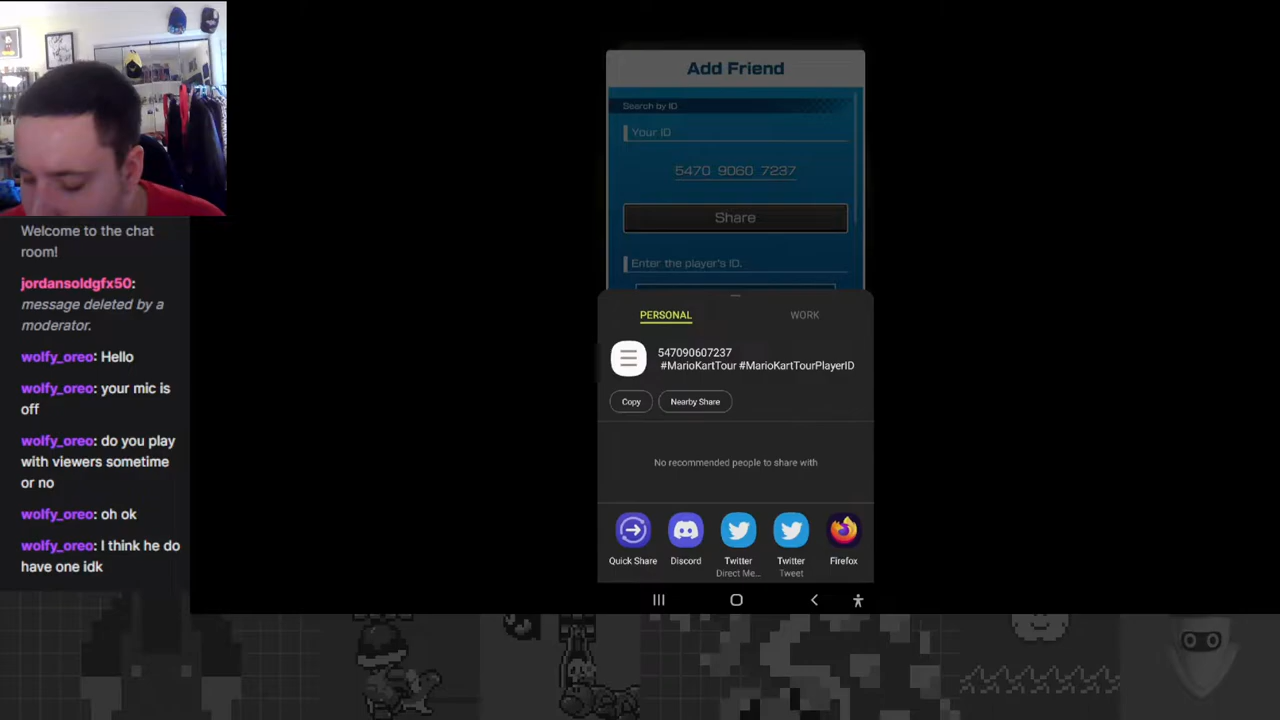 Welcome to the chat
room!
jordansoldgfx50:
message deleted by a
moderator.
wolfy_oreo: Hello
wolfy_oreo: your mic is
off
wolfy_oreo: do you play
with viewers sometime
or no
wolfy_oreo: oh ok
wolfy_oreo: I think he do
have one idk
Add Friend
Search by ID
Your ID
5470 9060 7237
Share
Enter the player's ID.
PERSONAL WORK
547090607237
#MarioKartTour #MarioKartTourPlayerID
Copy Nearby Share
No recommended people to share with
Quick Share Discord Twitter Twitter Firefox
Direct Me... Tweet